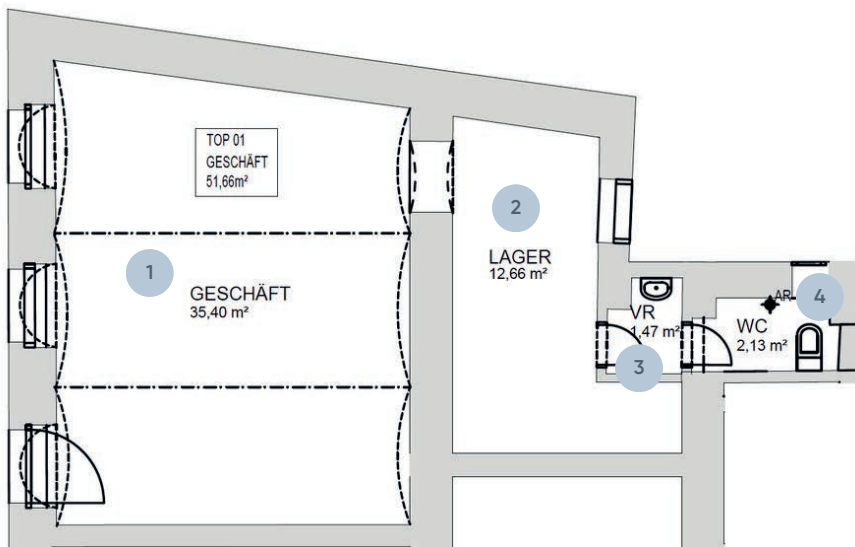 TOP 01
GESCHÄFT
51,66m²
1
GESCHÄFT
35,40 m²
2
LAGER
12,66 m²
VR
1,47 m²
3
AR
4
WC
2,13 m²